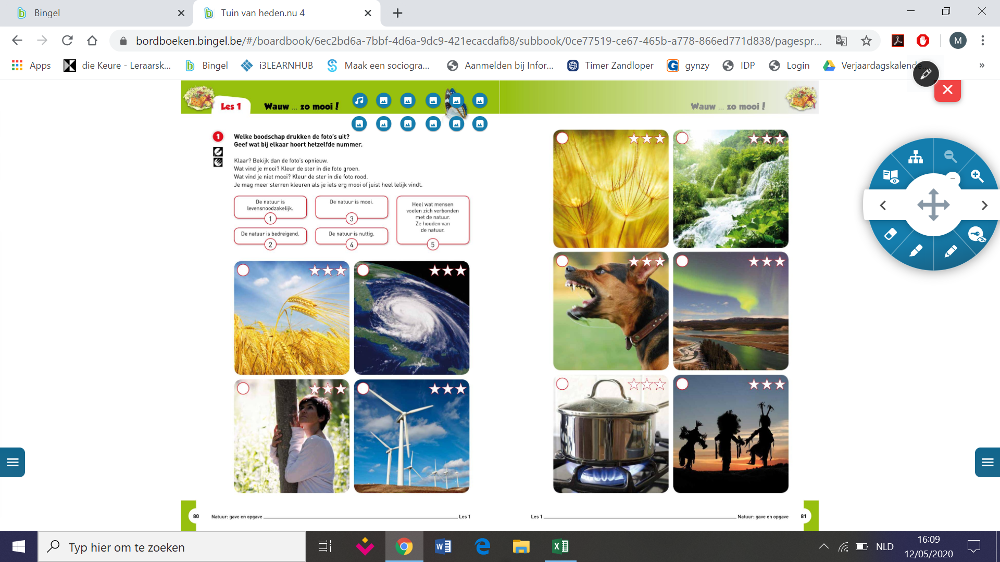 Bingel
Tuin van heden.nu 4
bordboeken.bingel.be/#/boardbook/6ec2bd6a-7bbf-4d6a-9dc9-421ecacdafb8/subbook/0ce77519-ce67-465b-a778-866ed771d838/pagespr...
M
Apps
die Keure - Leraarsk...
Bingel
i3LEARNHUB
Maak een sociogra...
Aanmelden bij Infor...
Timer Zandloper
gynzy
IDP
Login
Verjaardagskalende...
»
Les 1
Wauw ... zo mooi !
Wauw ... zo mooi !
1
Welke boodschap drukken de foto's uit?
Geef wat bij elkaar hoort hetzelfde nummer.
Klaar? Bekijk dan de foto's opnieuw.
Wat vind je mooi? Kleur de ster in die foto groen.
Wat vind je niet mooi? Kleur de ster in die foto rood.
Je mag meer sterren kleuren als je iets erg mooi of juist heel lelijk vindt.
De natuur is
levensnoodzakelijk.
1
De natuur is mooi.
3
Heel wat mensen
voelen zich verbonden
met de natuur.
Ze houden van
de natuur.
5
De natuur is bedreigend.
2
De natuur is nuttig.
4
80
Natuur: gave en opgave
Les 1
Les 1
Natuur: gave en opgave
81
Typ hier om te zoeken
NLD
16:09
12/05/2020